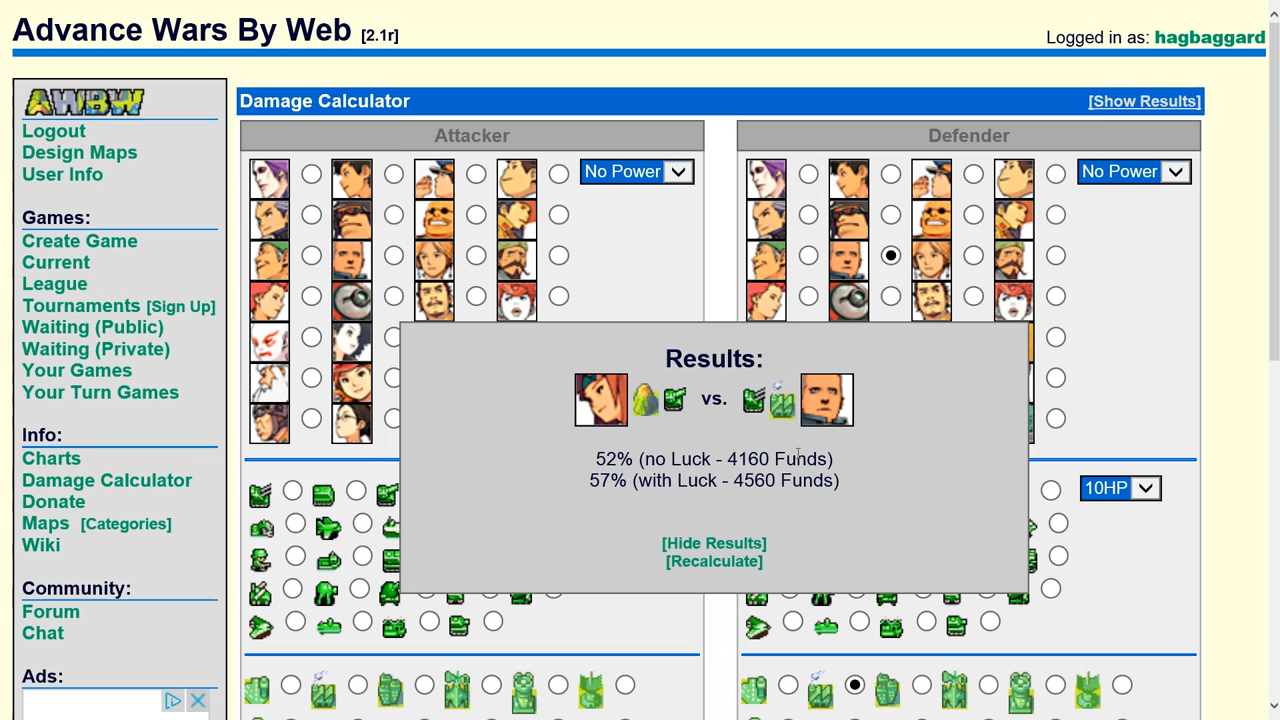 Advance Wars By Web [2.1r]
Logged in as: hagbaggard
AWBW
Logout
Design Maps
User Info
Games:
Create Game
Current
League
Tournaments [Sign Up]
Waiting (Public)
Waiting (Private)
Your Games
Your Turn Games
Info:
Charts
Damage Calculator
Donate
Maps [Categories]
Wiki
Community:
Forum
Chat
Ads:
Damage Calculator
[Show Results]
Attacker
No Power
Defender
No Power
10HP
Results:
vs.
52% (no Luck - 4160 Funds)
57% (with Luck - 4560 Funds)
[Hide Results]
[Recalculate]